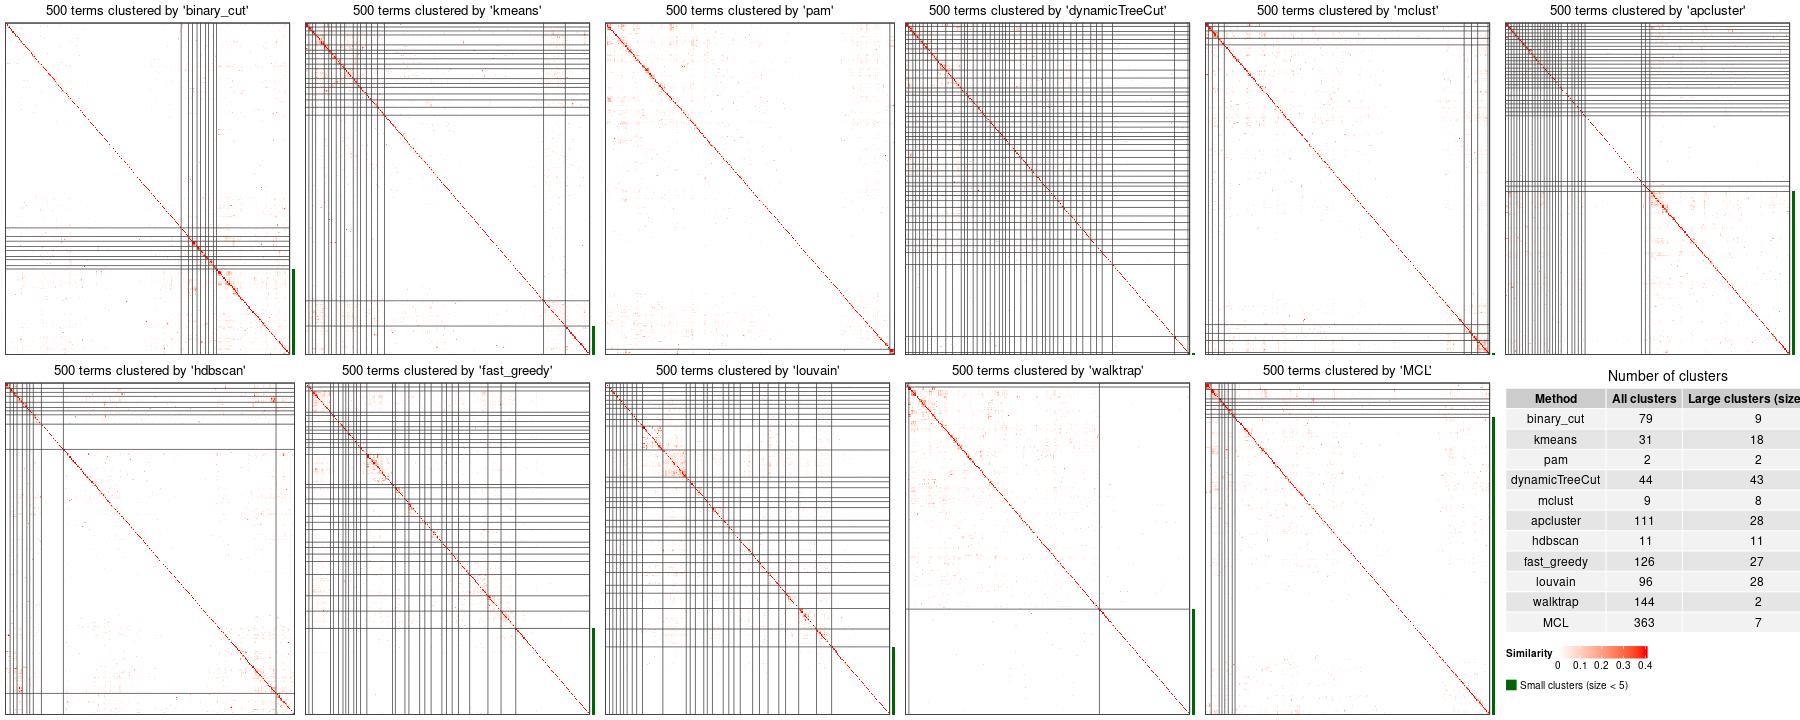 500 terms clustered by 'binary_cut'
500 terms clustered by 'kmeans'
500 terms clustered by 'pam'
500 terms clustered by 'dynamicTreeCut'
500 terms clustered by 'mclust'
500 terms clustered by 'apcluster'
500 terms clustered by 'hdbscan'
500 terms clustered by 'fast_greedy'
500 terms clustered by 'louvain'
500 terms clustered by 'walktrap'
500 terms clustered by 'MCL'
Number of clusters
Method All clusters Large clusters (size
binary_cut 79 9
kmeans 31 18
pam 2 2
dynamicTreeCut 44 43
mclust 9 8
apcluster 111 28
hdbscan 11 11
fast_greedy 126 27
louvain 96 28
walktrap 144 2
MCL 363 7
Similarity
0 0.1 0.2 0.3 0.4
Small clusters (size < 5)